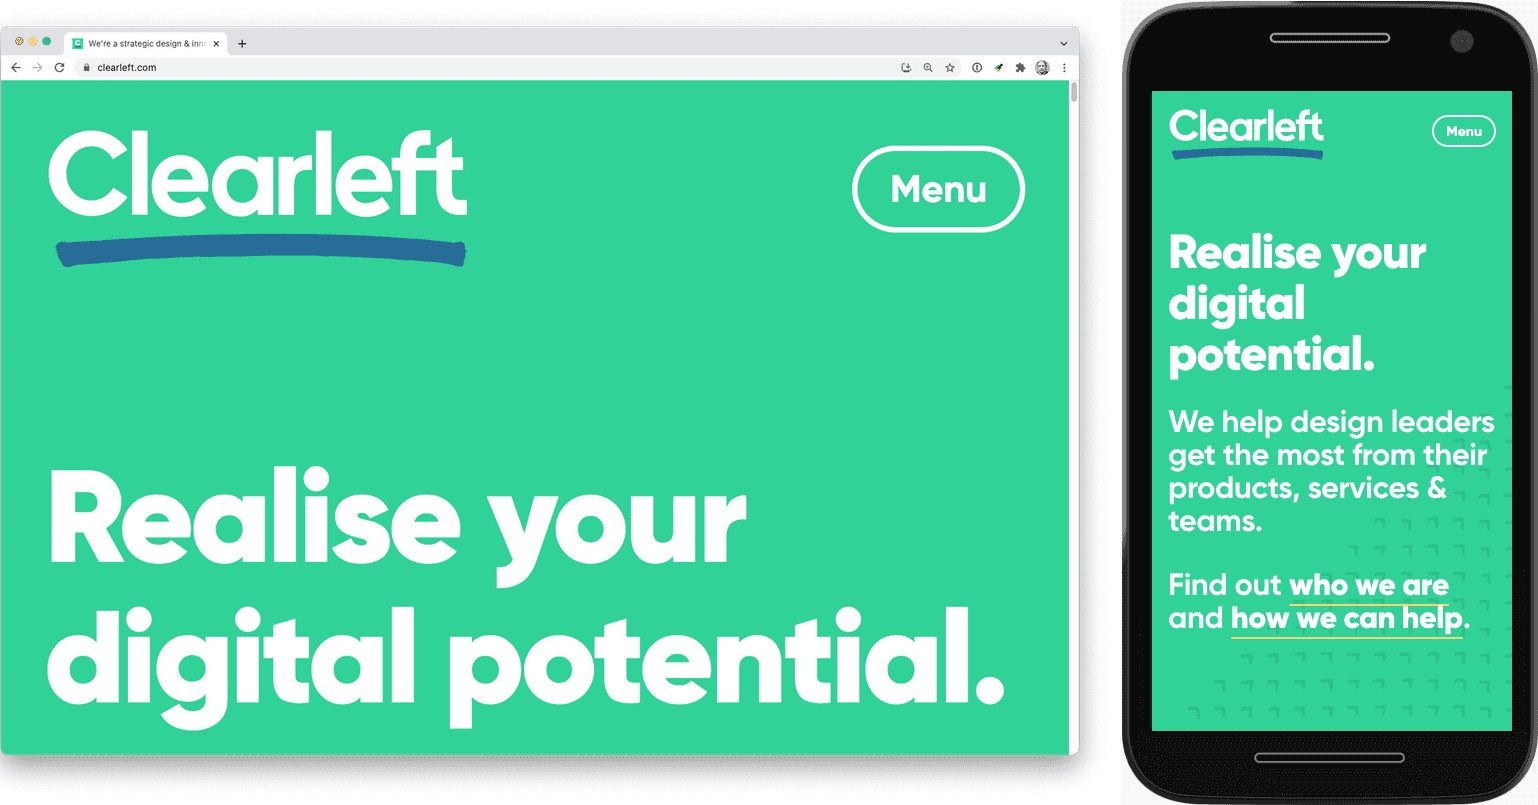 We're a strategic design & inno
clearleft.com
Clearleft
Menu
Realise your
digital potential.
Clearleft
Menu
Realise your
digital
potential.
We help design leaders
get the most from their
products, services &
teams.
Find out who we are
and how we can help.